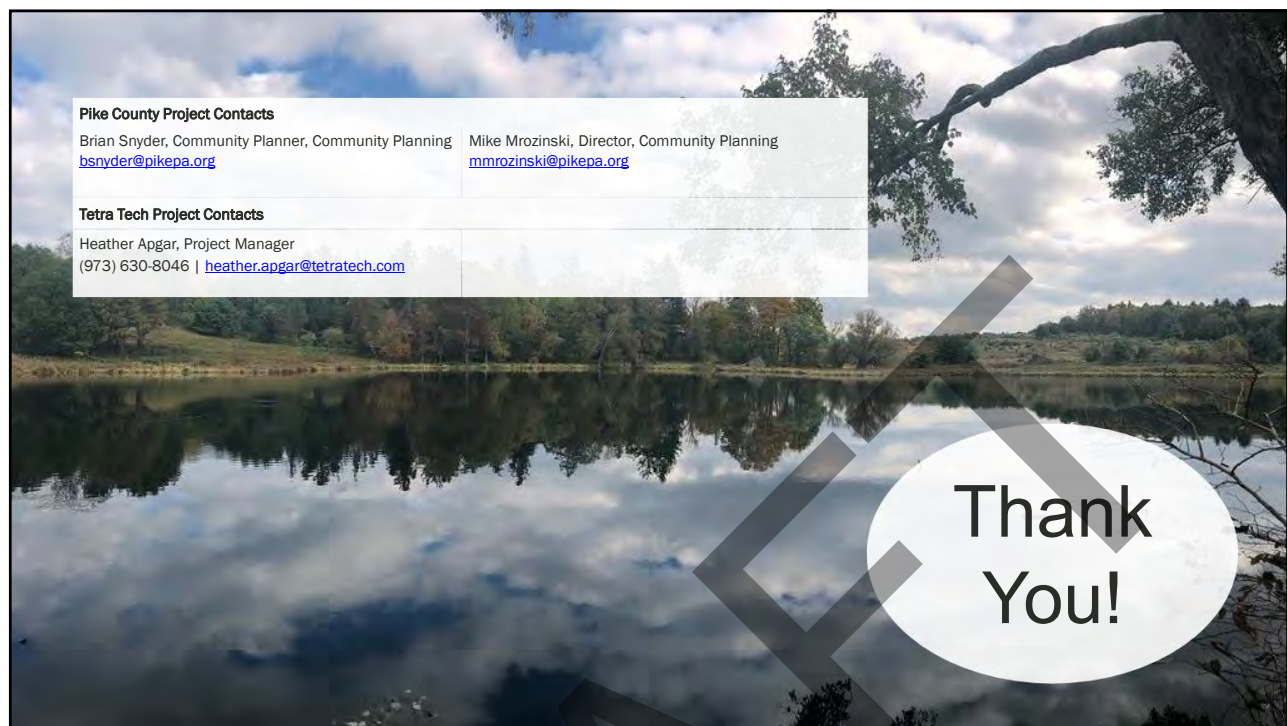 Pike County Project Contacts
Brian Snyder, Community Planner, Community Planning
bsnyder@pikepa.org
Mike Mrozinski, Director, Community Planning
mmrozinski@pikepa.org
Tetra Tech Project Contacts
Heather Apgar, Project Manager
(973) 630-8046 | heather.apgar@tetratech.com
Thank
You!